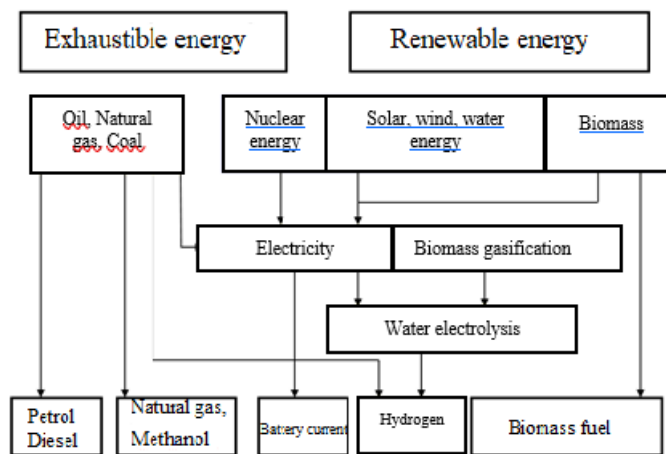 Exhaustible energy
Renewable energy
Oil, Natural
gas, Coal
Nuclear
energy
Solar, wind, water
energy
Biomass
Electricity
Biomass gasification
Water electrolysis
Petrol
Diesel
Natural gas,
Methanol
Battery current
Hydrogen
Biomass fuel